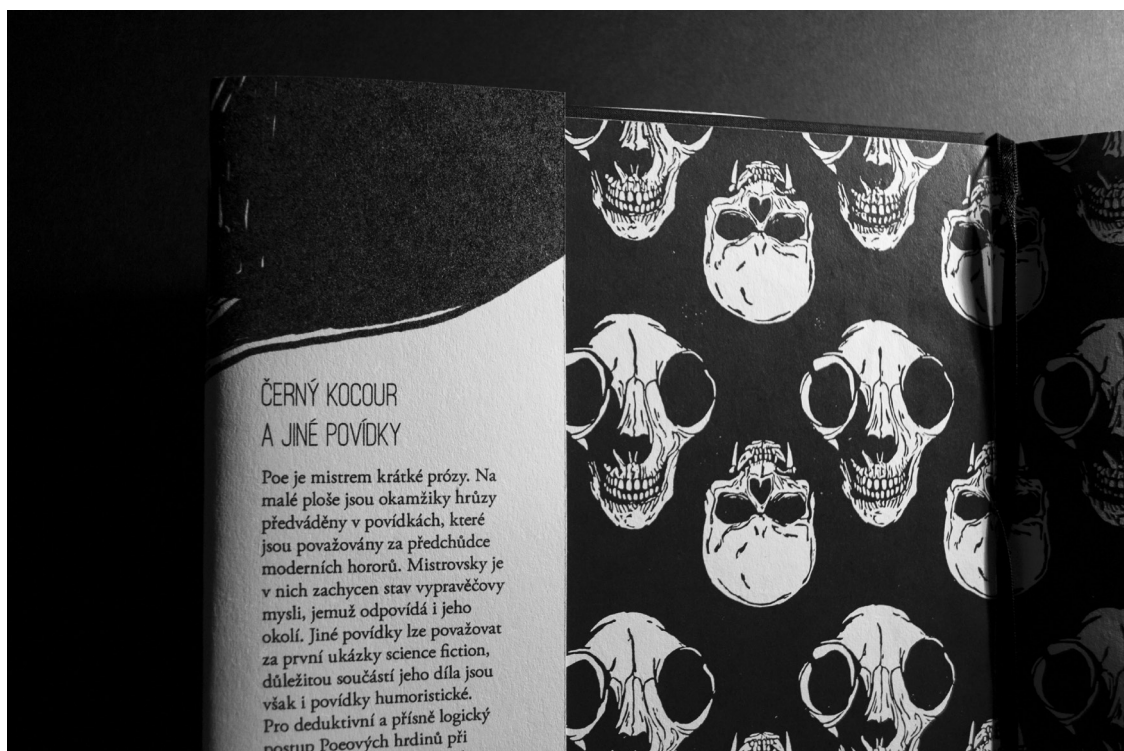 ČERNÝ KOCOUR
A JINÉ POVÍDKY
Poe je mistrem krátké prózy. Na
malé ploše jsou okamžiky hrůzy
předváděny v povídkách, které
jsou považovány za předchůdce
moderních hororů. Mistrovsky je
v nich zachycen stav vypravěčovy
mysli, jemuž odpovídá i jeho
okolí. Jiné povídky lze považovat
za první ukázky science fiction,
důležitou součástí jeho díla jsou
však i povídky humoristické.
Pro deduktivní a přísně logický
postup Poeových hrdinů při